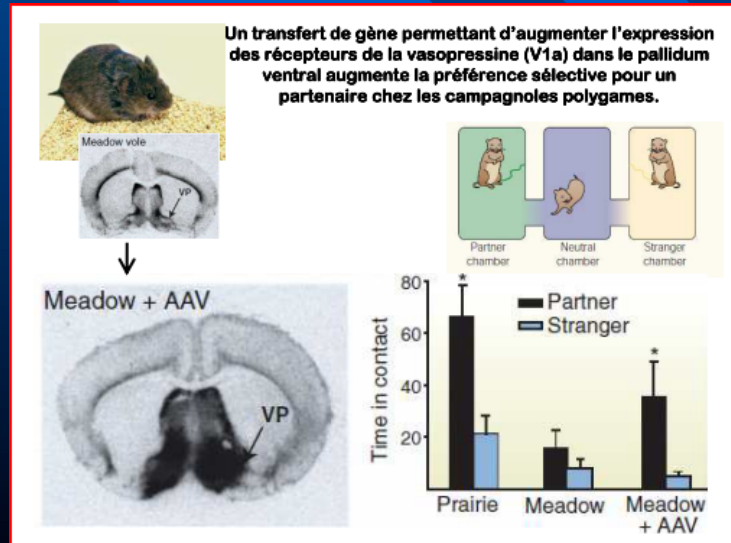 Un transfert de gène permettant d'augmenter l'expression
des récepteurs de la vasopressine (V1a) dans le pallidum
ventral augmente la préférence sélective pour un
partenaire chez les campagnoles polygames.
Meadow vole
VP
Partner
chamber
Neutral
chamber
Stranger
chamber
Meadow + AAV
VP
Time in contact
80
60
40
20
*
*
Partner
Stranger
Prairie
Meadow
Meadow
+ AAV